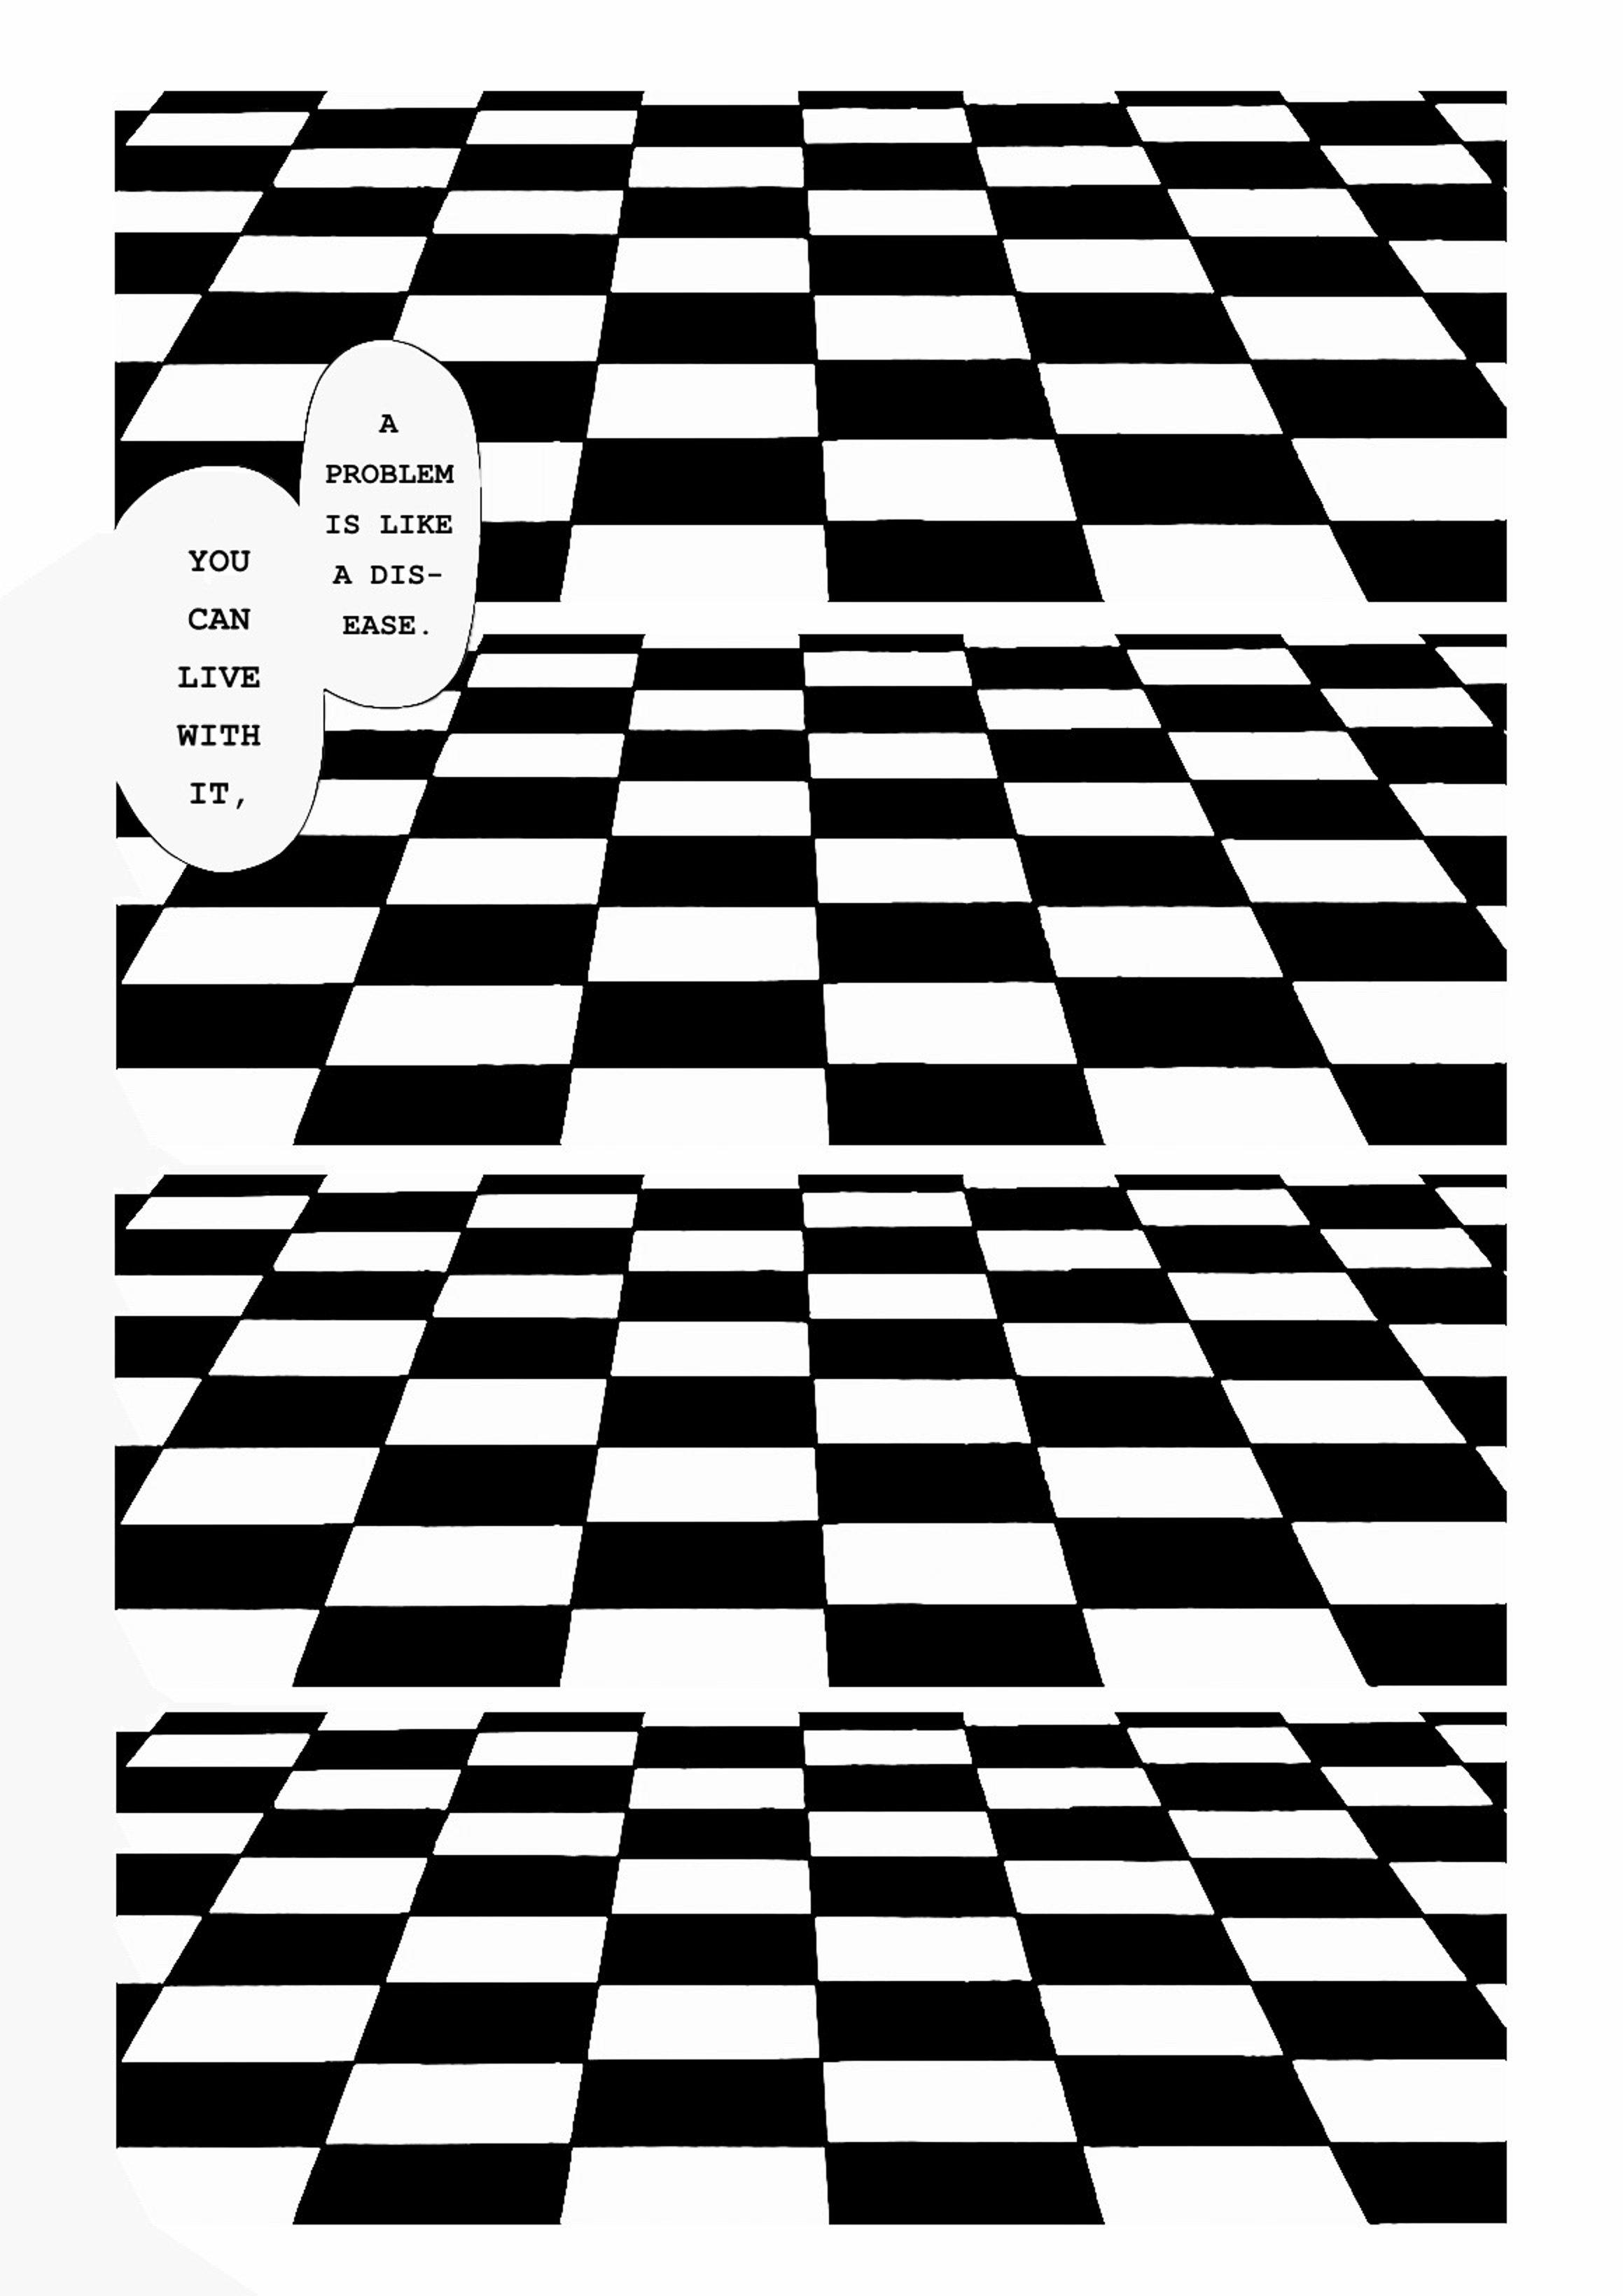 A
PROBLEM
IS LIKE
A DIS-
EASE.
YOU
CAN
LIVE
WITH
IT,